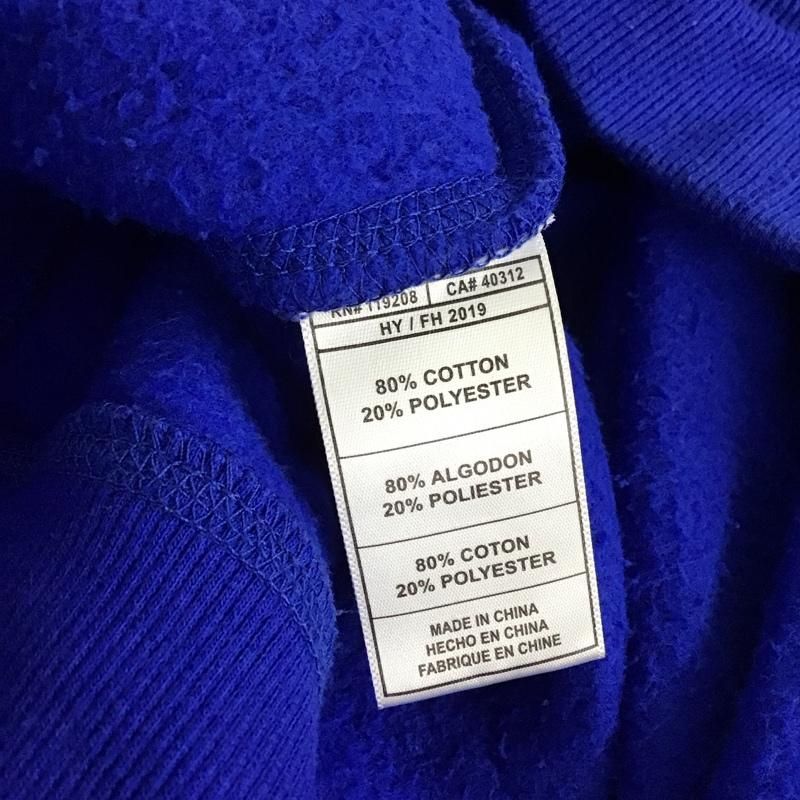 RN# 119208 CA# 40312
HY / FH 2019
80% COTTON
20% POLYESTER
80% ALGODON
20% POLIESTER
80% COTON
20% POLYESTER
MADE IN CHINA
HECHO EN CHINA
FABRIQUE EN CHINE